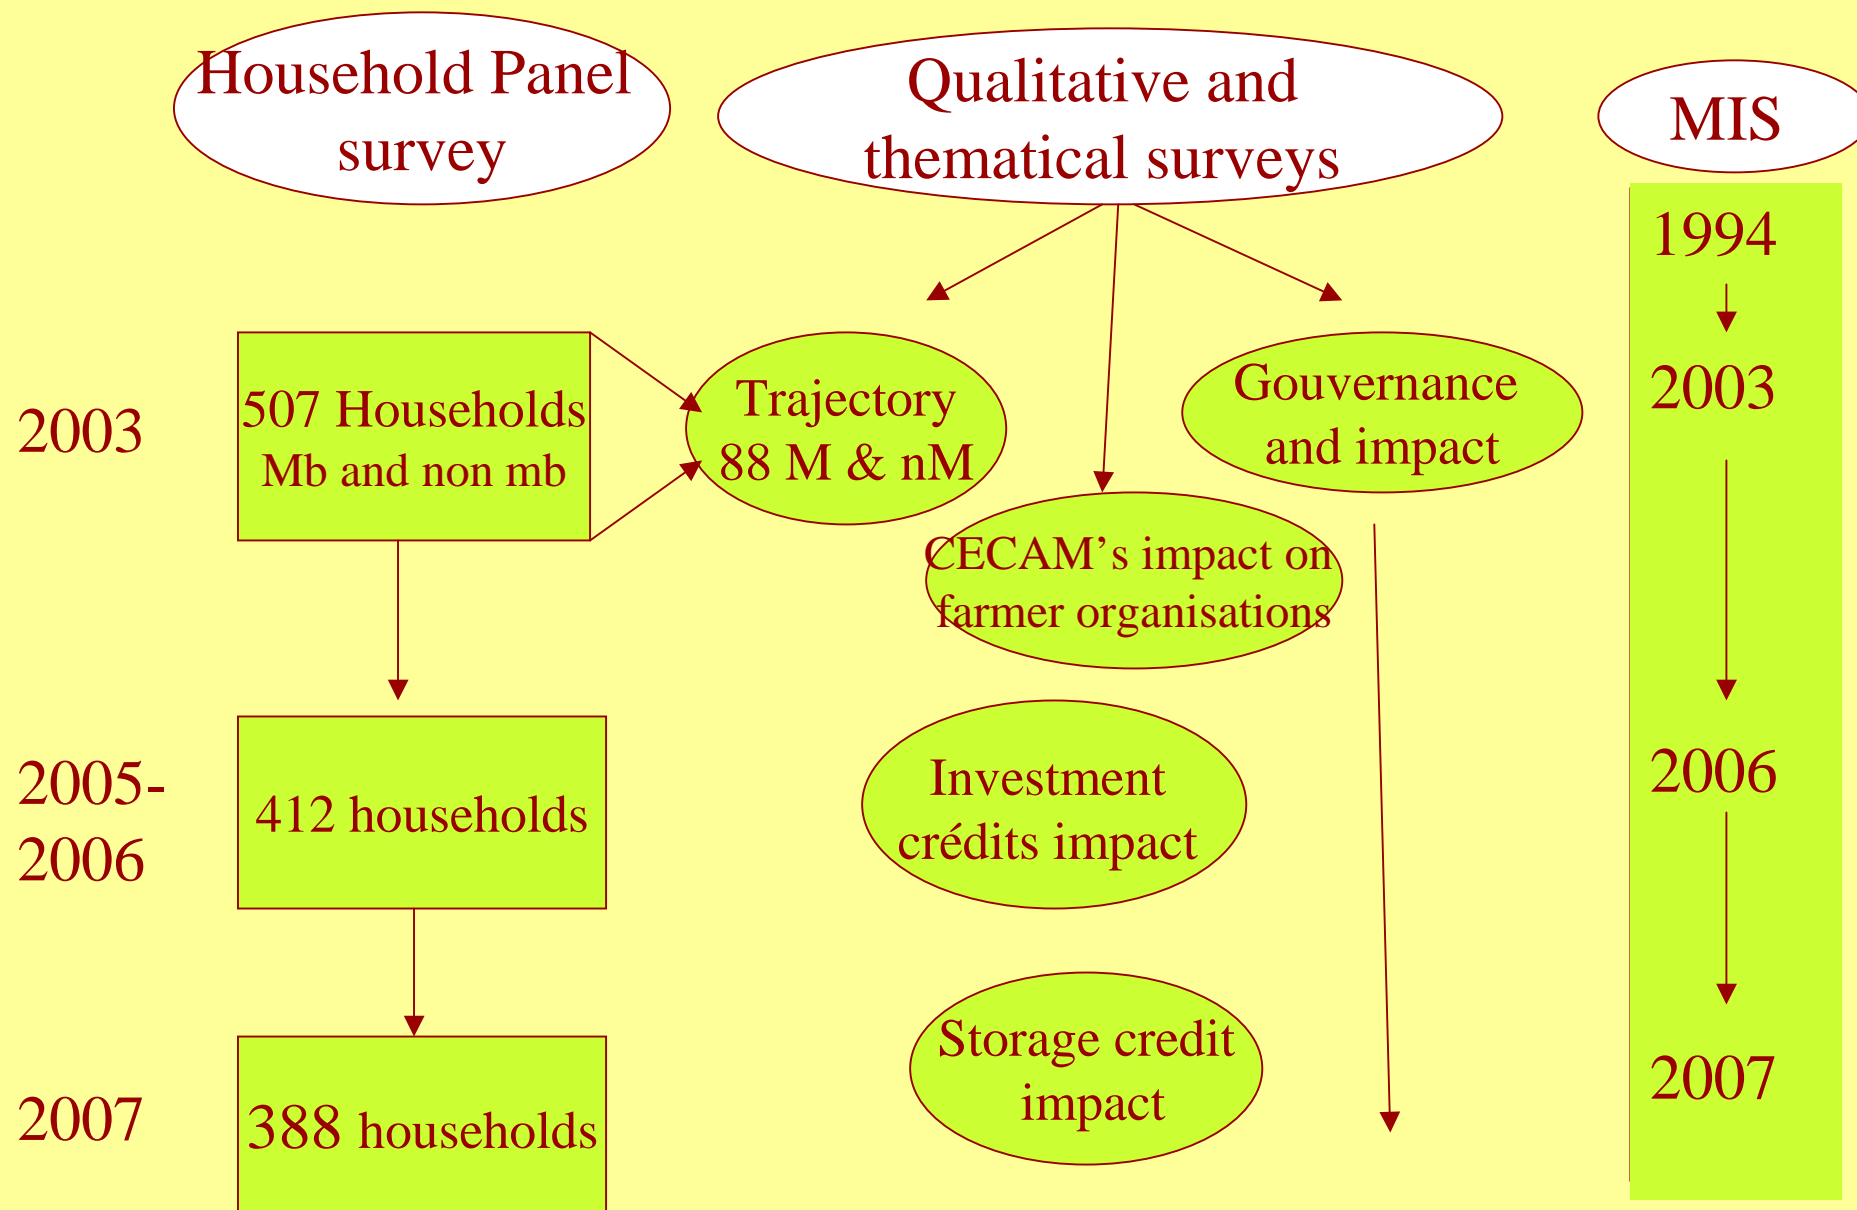 Household Panel
survey
Qualitative and
thematical surveys
MIS
1994
2003
507 Households
Mb and non mb
Trajectory
88 M & nM
Gouvernance
and impact
2003
CECAM’s impact on
farmer organisations
2005-
2006
412 households
Investment
crédits impact
2006
2007
388 households
Storage credit
impact
2007